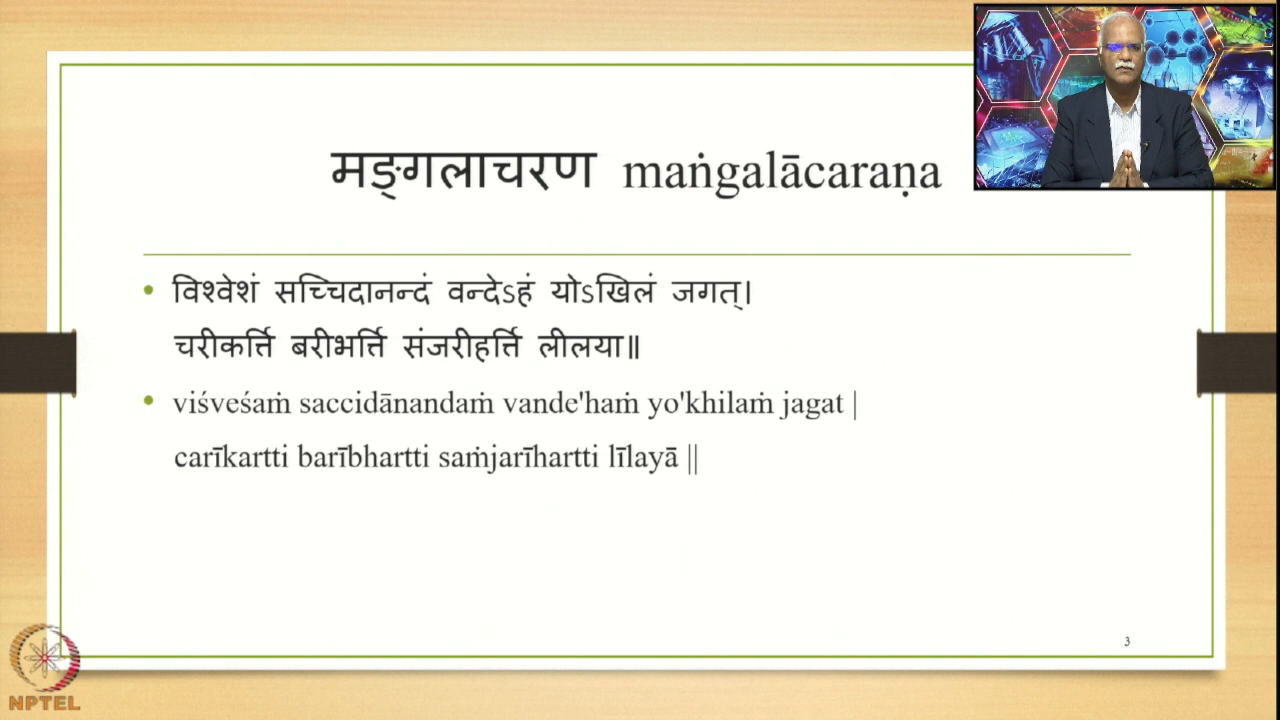 मङ्गलाचरण maṅgalācaraṇa
• विश्वेशं सच्चिदानन्दं वन्देऽहं योऽखिलं जगत्।
चरीकर्त्ति बरीभर्त्ति संजरीहर्त्ति लीलया॥
• viśveśaṁ saccidānandaṁ vande'haṁ yo'khilaṁ jagat |
carīkartti barībhartti saṁjarīhartti līlayā ||
3
NPTEL